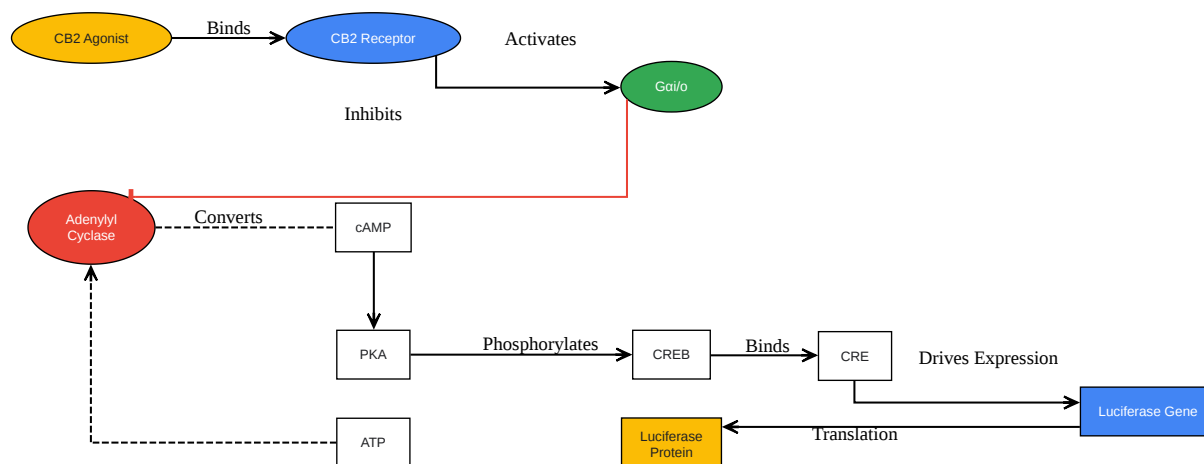 CB2 Agonist
Binds
CB2 Receptor
Activates
Gαi/o
Inhibits
Adenylyl
Cyclase
Converts
cAMP
PKA
Phosphorylates
CREB
Binds
CRE
Drives Expression
Luciferase Gene
ATP
Luciferase
Protein
Translation